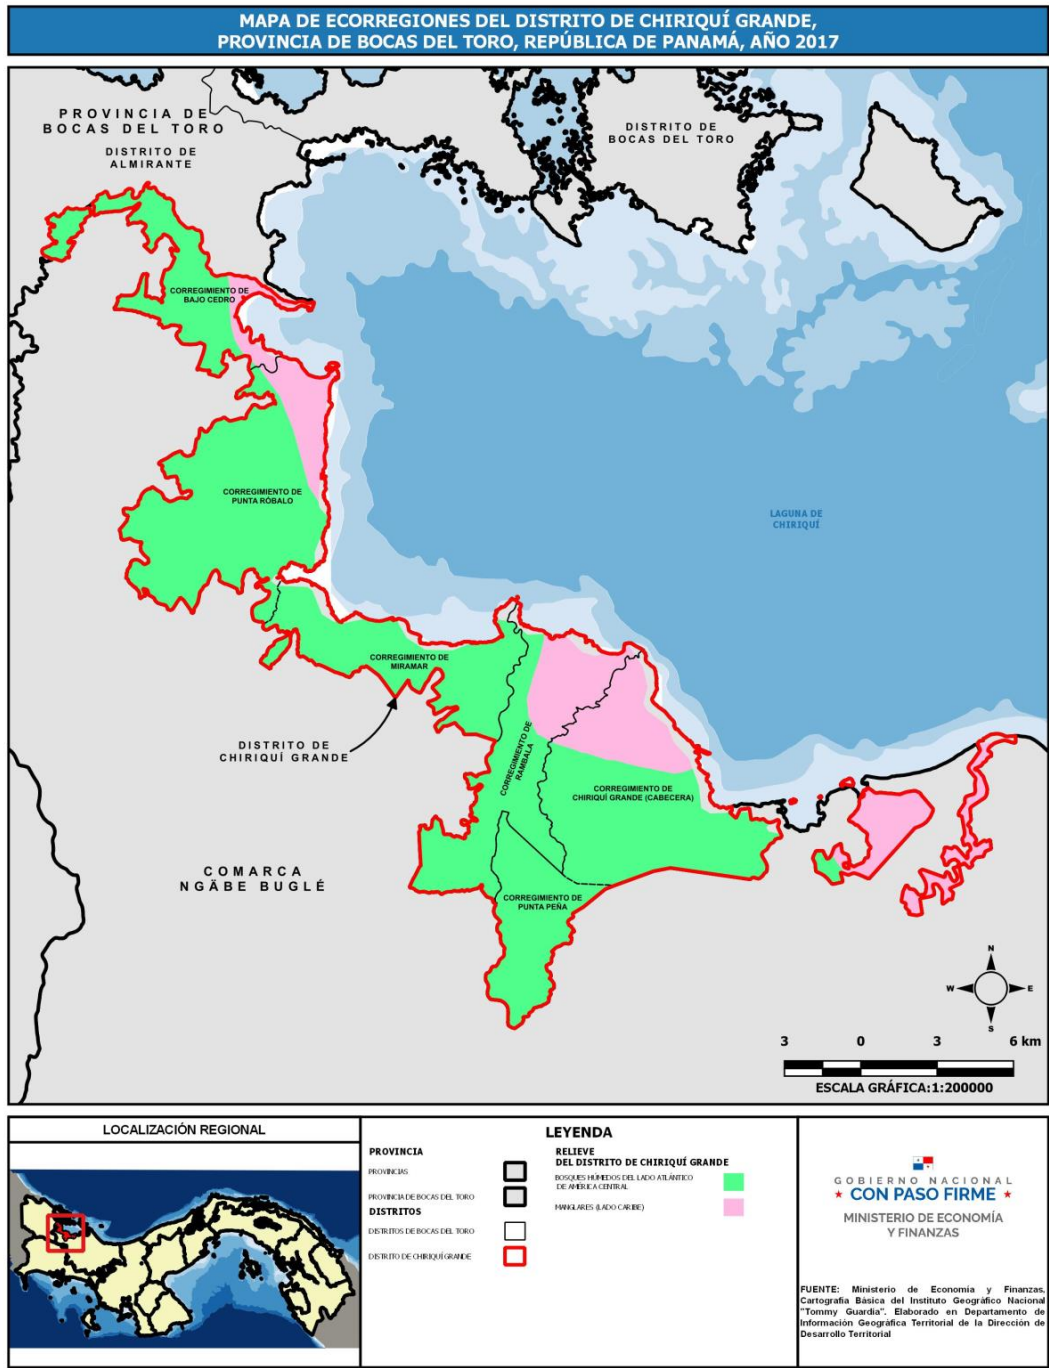 MAPA DE ECORREGIONES DEL DISTRITO DE CHIRIQUÍ GRANDE,
PROVINCIA DE BOCAS DEL TORO, REPÚBLICA DE PANAMÁ, AÑO 2017
PROVINCIA DE
BOCAS DEL TORO
DISTRITO DE
ALMIRANTE
DISTRITO DE
BOCAS DEL TORO
CORREGIMIENTO DE
BAJO CEDRO
CORREGIMIENTO DE
PUNTA RÓBALO
LAGUNA DE
CHIRIQUÍ
CORREGIMIENTO DE
MIRAMAR
DISTRITO DE
CHIRIQUÍ GRANDE
CORREGIMIENTO DE
RAMBALA
CORREGIMIENTO DE
CHIRIQUÍ GRANDE (CABECERA)
COMARCA
NGÄBE BUGLÉ
CORREGIMIENTO DE
PUNTA PEÑA
N
W E
S
3 0 3 6 km
ESCALA GRÁFICA:1:200000
LOCALIZACIÓN REGIONAL
LEYENDA
PROVINCIA
PROVINCIAS
PROVINCIA DE BOCAS DEL TORO
DISTRITOS
DISTRITOS DE BOCAS DEL TORO
DISTRITO DE CHIRIQUÍ GRANDE
RELIEVE
DEL DISTRITO DE CHIRIQUÍ GRANDE
BOSQUES HÚMEDOS DEL LADO ATLÁNTICO
DE AMÉRICA CENTRAL
MANGLARES (LADO CARIBE)
GOBIERNO NACIONAL
★ CON PASO FIRME ★
MINISTERIO DE ECONOMÍA
Y FINANZAS
FUENTE: Ministerio de Economía y Finanzas.
Cartografía Básica del Instituto Geográfico Nacional
"Tommy Guardia". Elaborado en Departamento de
Información Geográfica Territorial de la Dirección de
Desarrollo Territorial